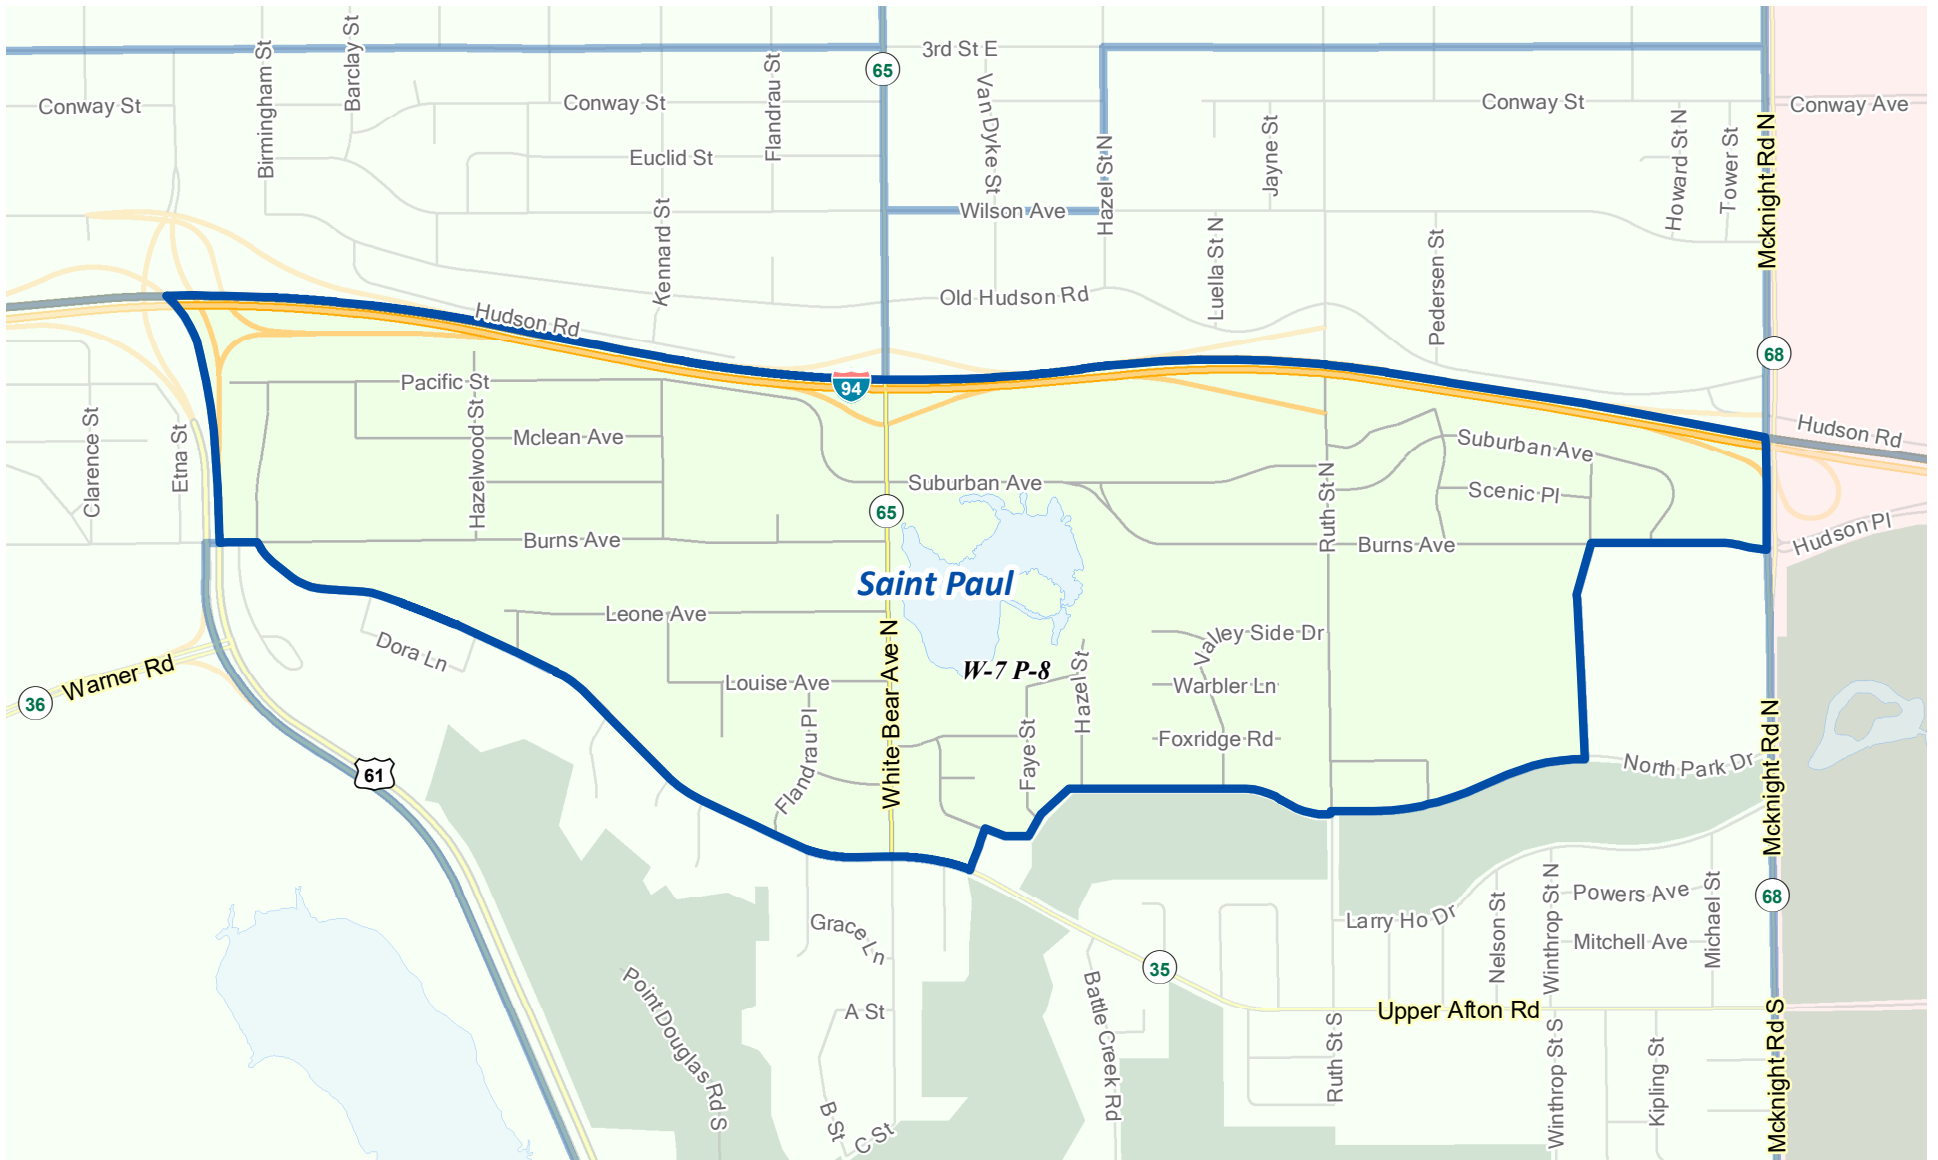 3rd St E
65
Conway St
Birmingham St
Barclay St
Conway St
Flandrau St
Van Dyke St
Hazel St N
Conway St
Jayne St
Howard St N
Tower St
Mcknight Rd N
Conway Ave
Euclid St
Wilson Ave
Kennard St
Luella St N
Pedersen St
Old Hudson Rd
Hudson Rd
68
Pacific St
94
Clarence St
Etna St
Hazelwood St
Mclean Ave
Suburban Ave
Hudson Rd
Suburban Ave
Ruth St N
Scenic Pl
65
Hudson Pl
Burns Ave
Burns Ave
Saint Paul
Leone Ave
Valley Side Dr
Dora Ln
Warner Rd
36
W-7 P-8
Louise Ave
White Bear Ave N
Hazel St
Warbler Ln
Flandrau Pl
Faye St
Foxridge Rd
North Park Dr
Mcknight Rd N
61
Powers Ave
Winthrop St N
Michael St
68
Larry Ho Dr
Nelson St
Mitchell Ave
Grace Ln
35
Point Douglas Rd S
Battle Creek Rd
A St
Upper Afton Rd
Ruth St S
Winthrop St S
Kipling St
Mcknight Rd S
B St
C St